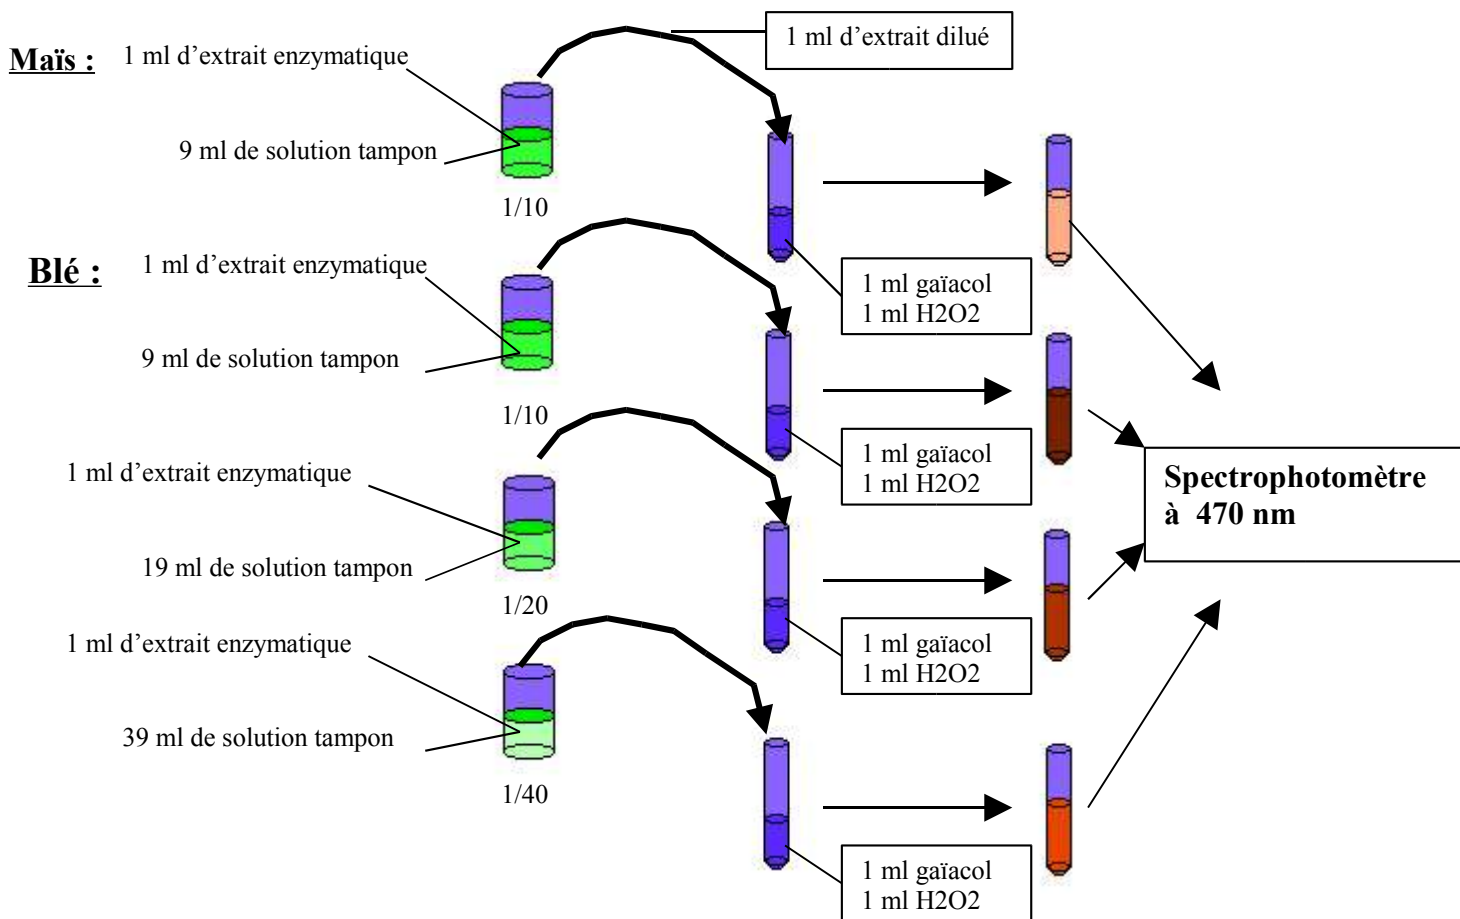 Maïs :
1 ml d’extrait enzymatique
1 ml d’extrait dilué
9 ml de solution tampon
1/10
1 ml gaïacol
1 ml H2O2
Blé :
1 ml d’extrait enzymatique
9 ml de solution tampon
1/10
1 ml gaïacol
1 ml H2O2
1 ml d’extrait enzymatique
19 ml de solution tampon
1/20
1 ml gaïacol
1 ml H2O2
1 ml d’extrait enzymatique
39 ml de solution tampon
1/40
1 ml gaïacol
1 ml H2O2
Spectrophotomètre
à 470 nm